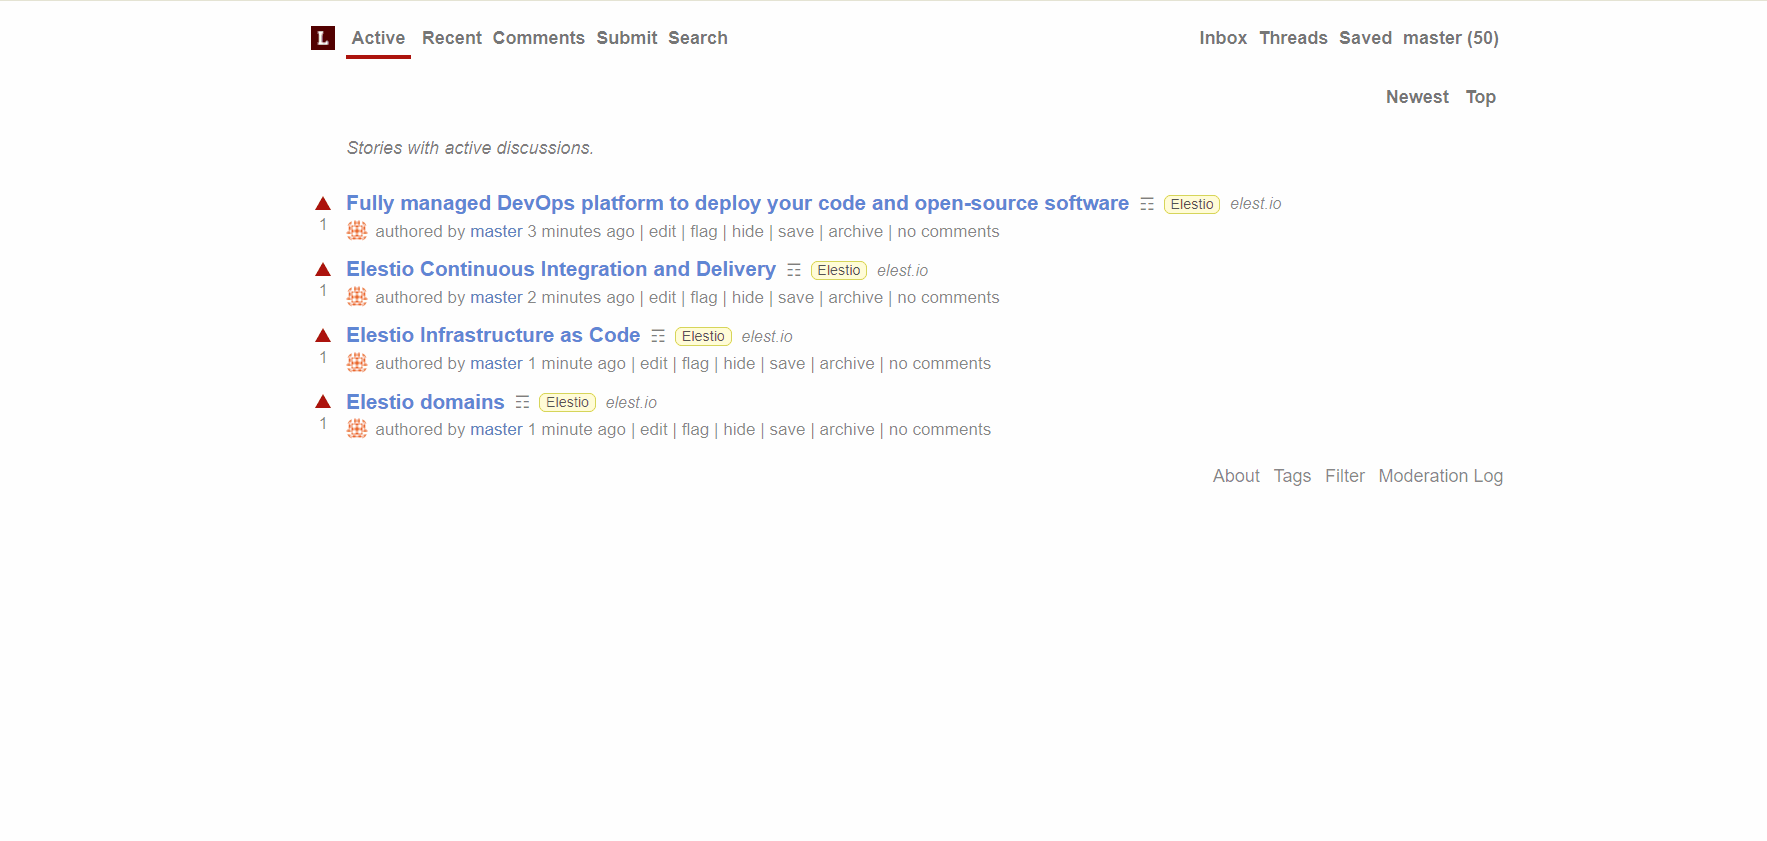 L Active Recent Comments Submit Search Inbox Threads Saved master (50)
Newest Top
Stories with active discussions.
Fully managed DevOps platform to deploy your code and open-source software ☶ Elestio elest.io
1 authored by master 3 minutes ago | edit | flag | hide | save | archive | no comments
Elestio Continuous Integration and Delivery ☶ Elestio elest.io
1 authored by master 2 minutes ago | edit | flag | hide | save | archive | no comments
Elestio Infrastructure as Code ☶ Elestio elest.io
1 authored by master 1 minute ago | edit | flag | hide | save | archive | no comments
Elestio domains ☶ Elestio elest.io
1 authored by master 1 minute ago | edit | flag | hide | save | archive | no comments
About Tags Filter Moderation Log